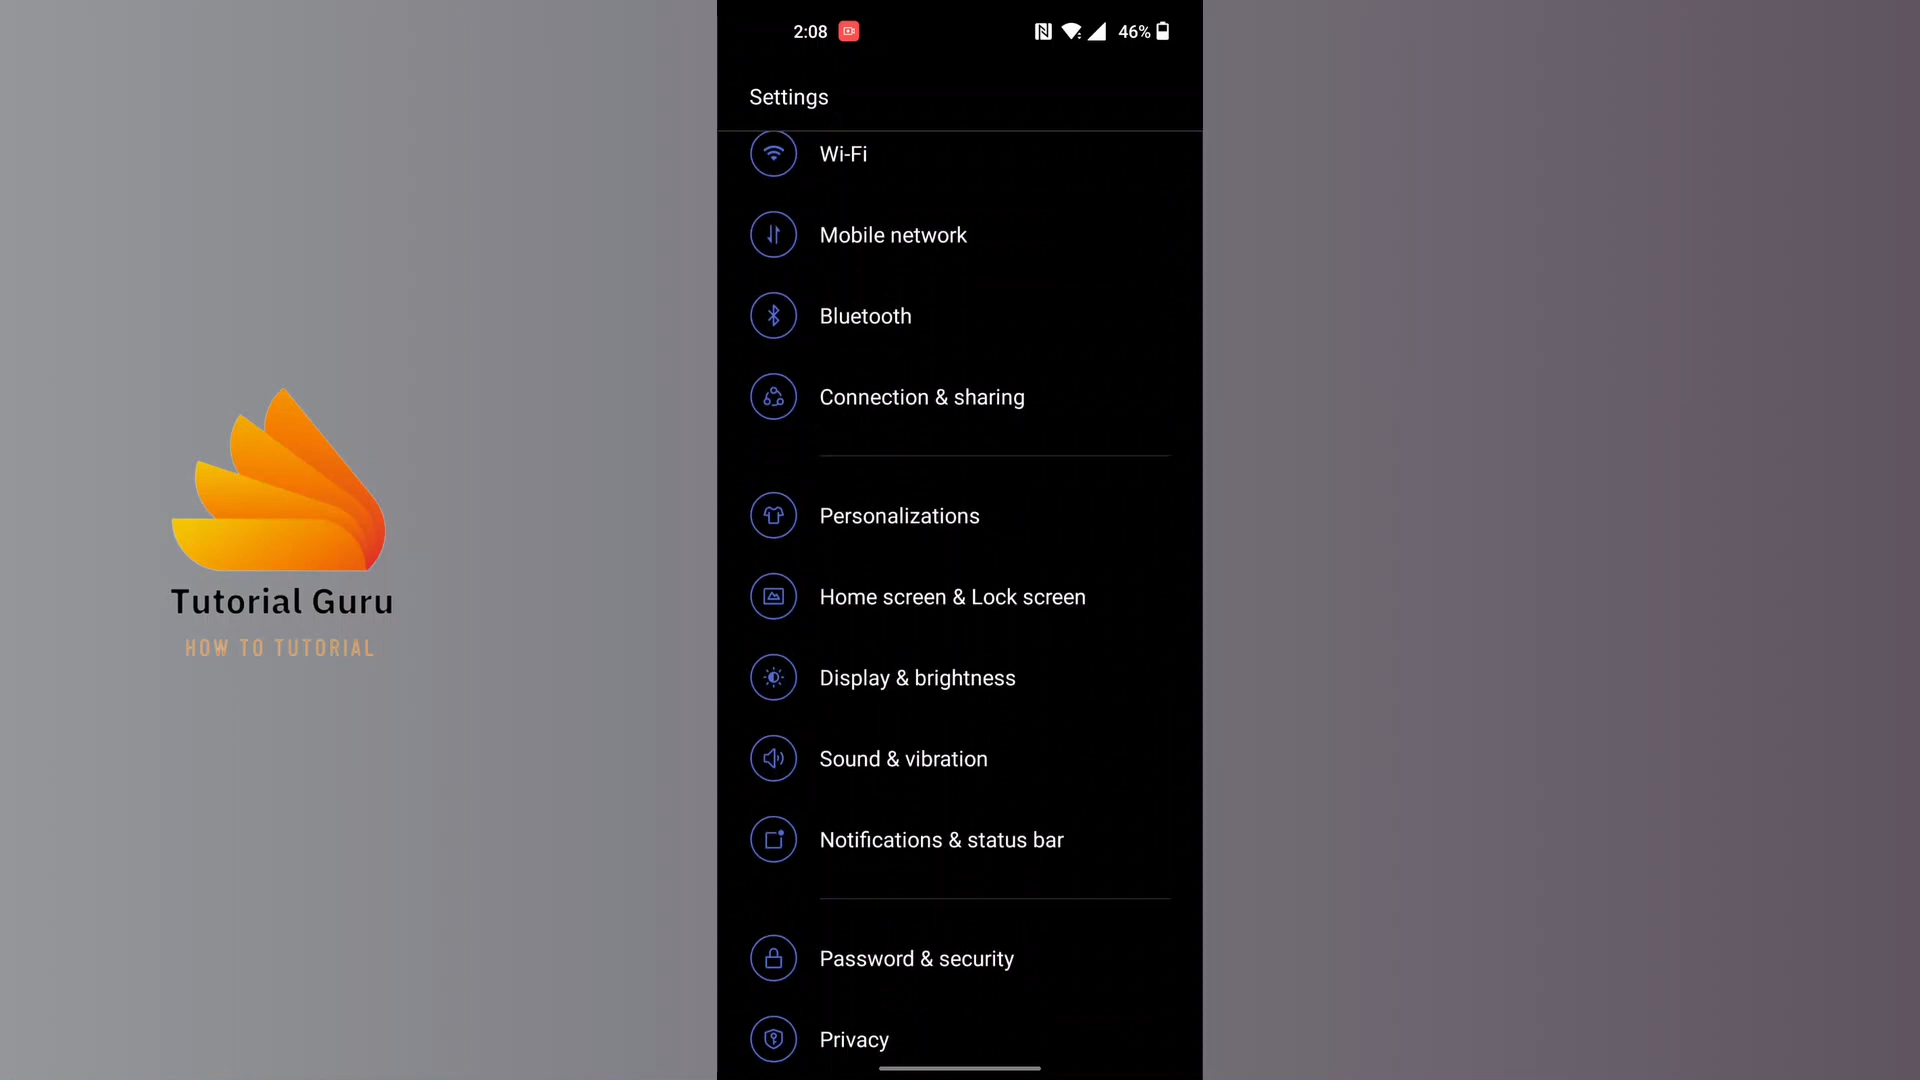 2:08
46%
Settings
Wi-Fi
Mobile network
Bluetooth
Connection & sharing
Personalizations
Home screen & Lock screen
Display & brightness
Sound & vibration
Notifications & status bar
Password & security
Privacy
Tutorial Guru
HOW TO TUTORIAL